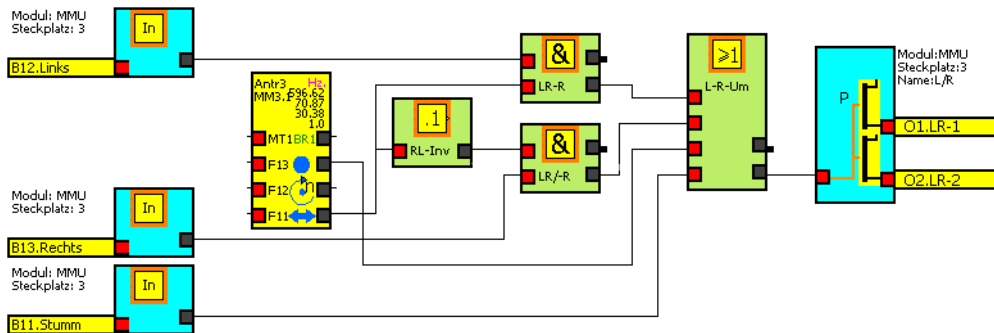 Modul: MMU
Steckplatz: 3
In
B12.Links
Antr3 Hz.
MM3.1 596.62
70.87
30.38
1.0
MT1 BR1
F13
F12 n
F11
.1
RL-Inv
&
LR-R
&
LR/-R
≥1
L-R-Um
Modul:MMU
Steckplatz:3
Name:L/R
P
O1.LR-1
O2.LR-2
Modul: MMU
Steckplatz: 3
In
B13.Rechts
Modul: MMU
Steckplatz: 3
In
B11.Stumm